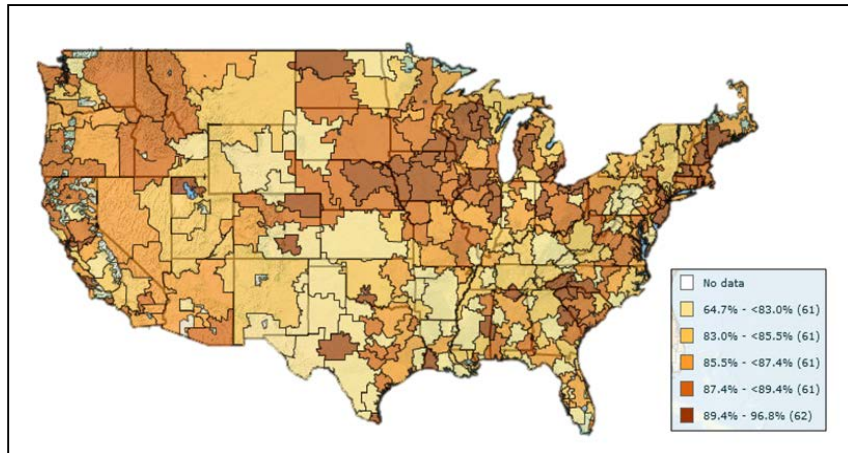 No data
64.7% - <83.0% (61)
83.0% - <85.5% (61)
85.5% - <87.4% (61)
87.4% - <89.4% (61)
89.4% - 96.8% (62)